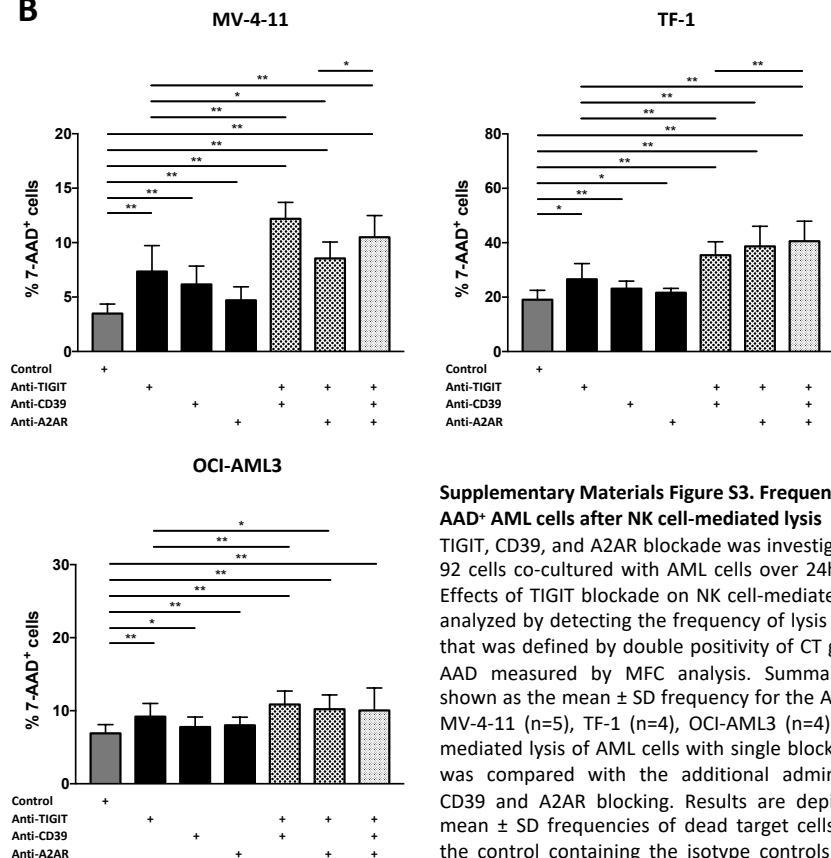 B
MV-4-11
*
**
*
**
**
**
**
**
**
**
% 7-AAD+ cells
20
15
10
5
0
Control +
Anti-TIGIT + + + +
Anti-CD39 + + +
Anti-A2AR + + +
TF-1
**
**
**
**
**
**
**
*
**
*
% 7-AAD+ cells
80
60
40
20
0
Control +
Anti-TIGIT + + + +
Anti-CD39 + + +
Anti-A2AR + + +
OCI-AML3
*
**
**
**
**
**
*
**
% 7-AAD+ cells
30
20
10
0
Control +
Anti-TIGIT + + + +
Anti-CD39 + + +
Anti-A2AR + + +
Supplementary Materials Figure S3. Frequen
AAD+ AML cells after NK cell-mediated lysis
TIGIT, CD39, and A2AR blockade was investig
92 cells co-cultured with AML cells over 24h
Effects of TIGIT blockade on NK cell-mediate
analyzed by detecting the frequency of lysis
that was defined by double positivity of CT g
AAD measured by MFC analysis. Summa
shown as the mean ± SD frequency for the A
MV-4-11 (n=5), TF-1 (n=4), OCI-AML3 (n=4)
mediated lysis of AML cells with single block
was compared with the additional admin
CD39 and A2AR blocking. Results are depi
mean ± SD frequencies of dead target cells
the control containing the isotype controls